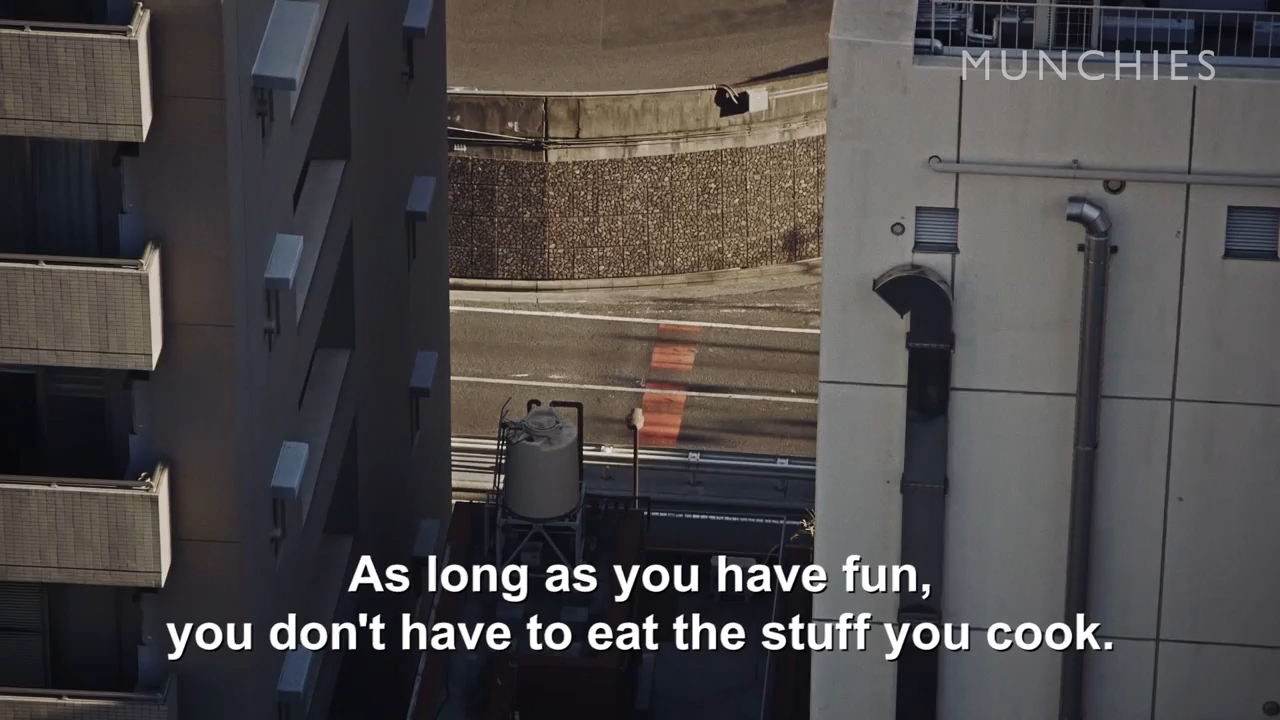 MUNCHIES
As long as you have fun,
you don't have to eat the stuff you cook.